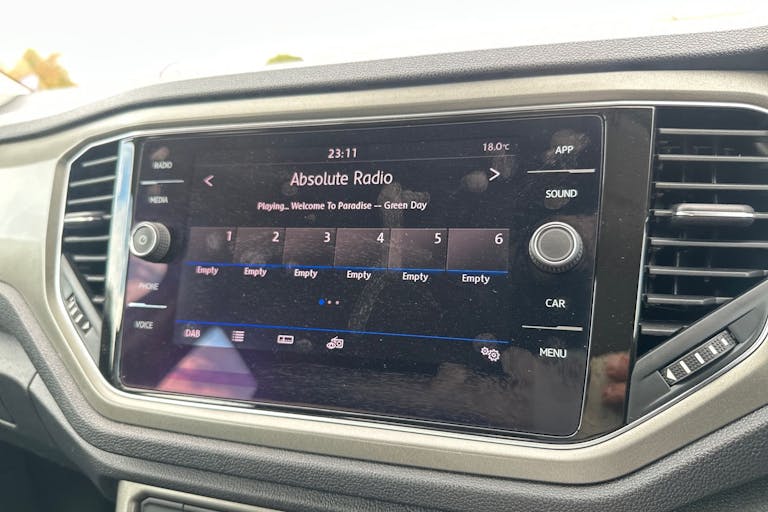 23:11
18.0°C
RADIO
MEDIA
PHONE
VOICE
< Absolute Radio >
Playing... Welcome To Paradise -- Green Day
1 2 3 4 5 6
Empty Empty Empty Empty Empty Empty
DAB
APP
SOUND
CAR
MENU